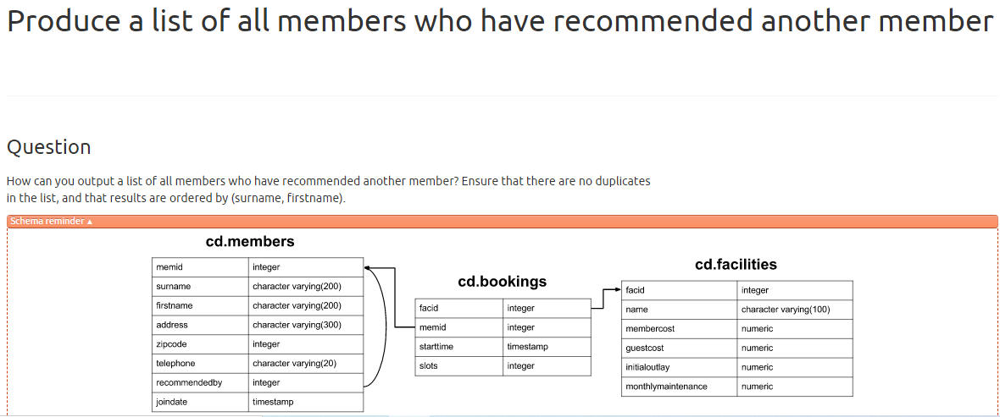 Produce a list of all members who have recommended another member
Question
How can you output a list of all members who have recommended another member? Ensure that there are no duplicates
in the list, and that results are ordered by (surname, firstname).
Schema reminder ▲
cd.members
memid integer
surname character varying(200)
firstname character varying(200)
address character varying(300)
zipcode integer
telephone character varying(20)
recommendedby integer
joindate timestamp
cd.bookings
facid integer
memid integer
starttime timestamp
slots integer
cd.facilities
facid integer
name character varying(100)
membercost numeric
guestcost numeric
initialoutlay numeric
monthlymaintenance numeric